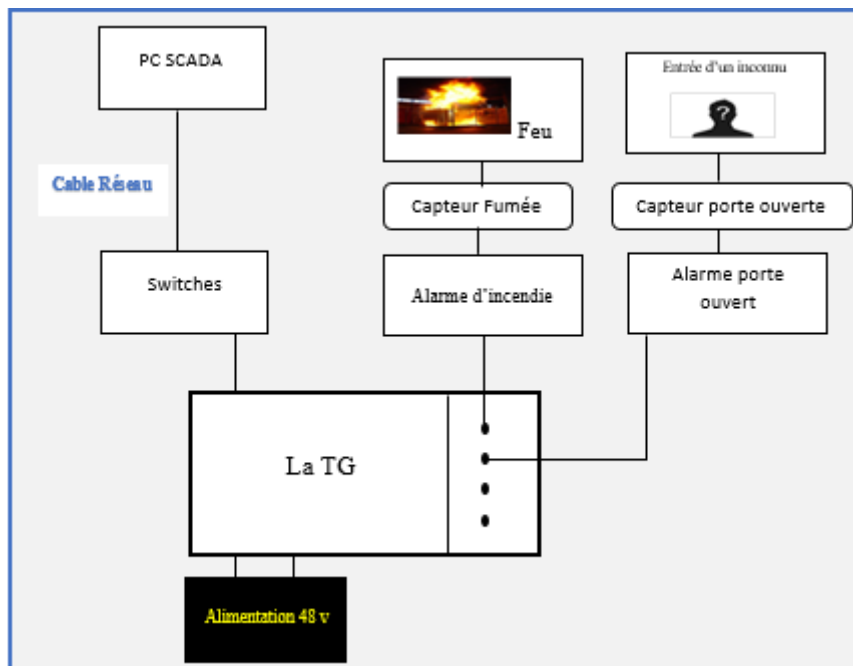 PC SCADA
Cable Réseau
Switches
Feu
Capteur Fumée
Alarme d'incendie
Entrée d'un inconnu
?
Capteur porte ouverte
Alarme porte
ouvert
La TG
Alimentation 48 v